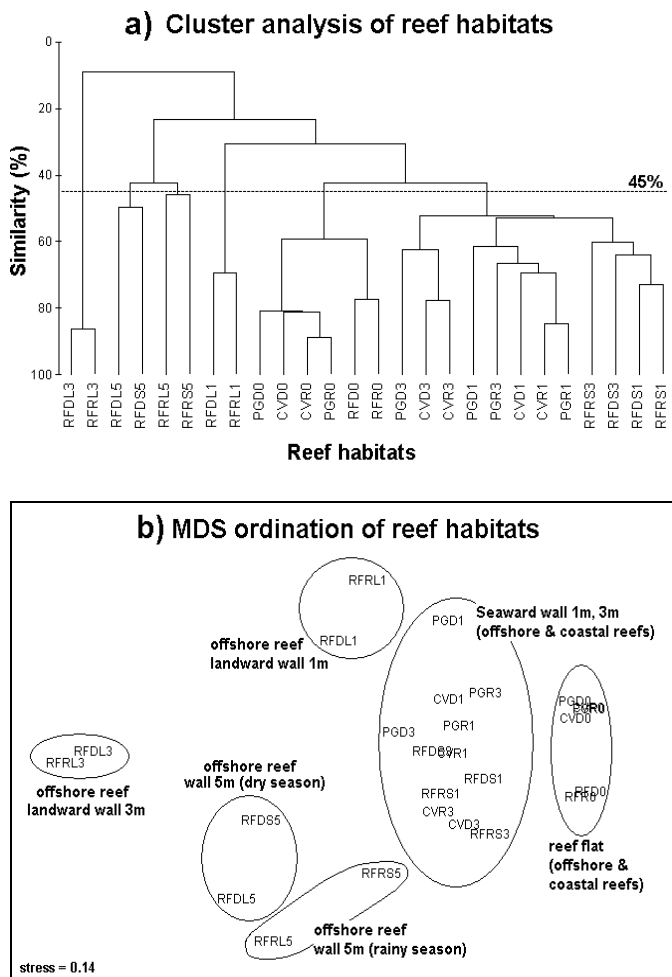 a) Cluster analysis of reef habitats
0
20
40
60
80
100
Similarity (%)
45%
RFDL3
RFRL3
RFDL5
RFDS5
RFRL5
RFRS5
RFDL1
RFRL1
PGD0
CVD0
CVR0
PGR0
RFD0
RFR0
PGD3
CVD3
CVR3
PGD1
PGR3
CVD1
CVR1
PGR1
RFRS3
RFDS3
RFDS1
RFRS1
Reef habitats
b) MDS ordination of reef habitats
RFRL1
RFDL1
offshore reef
landward wall 1m
Seaward wall 1m, 3m
(offshore & coastal reefs)
PGD1
PGR3
CVD1
PGR1
PGD3
CVR1
RFDS1
RFRS1
CVR3
CVD3
RFRS3
PGD0
CVD0
RFD0
RFR0
reef flat
(offshore &
coastal reefs)
RFDL3
RFRL3
offshore reef
landward wall 3m
offshore reef
wall 5m (dry season)
RFDS5
RFDL5
RFRS5
RFRL5
offshore reef
wall 5m (rainy season)
stress = 0.14